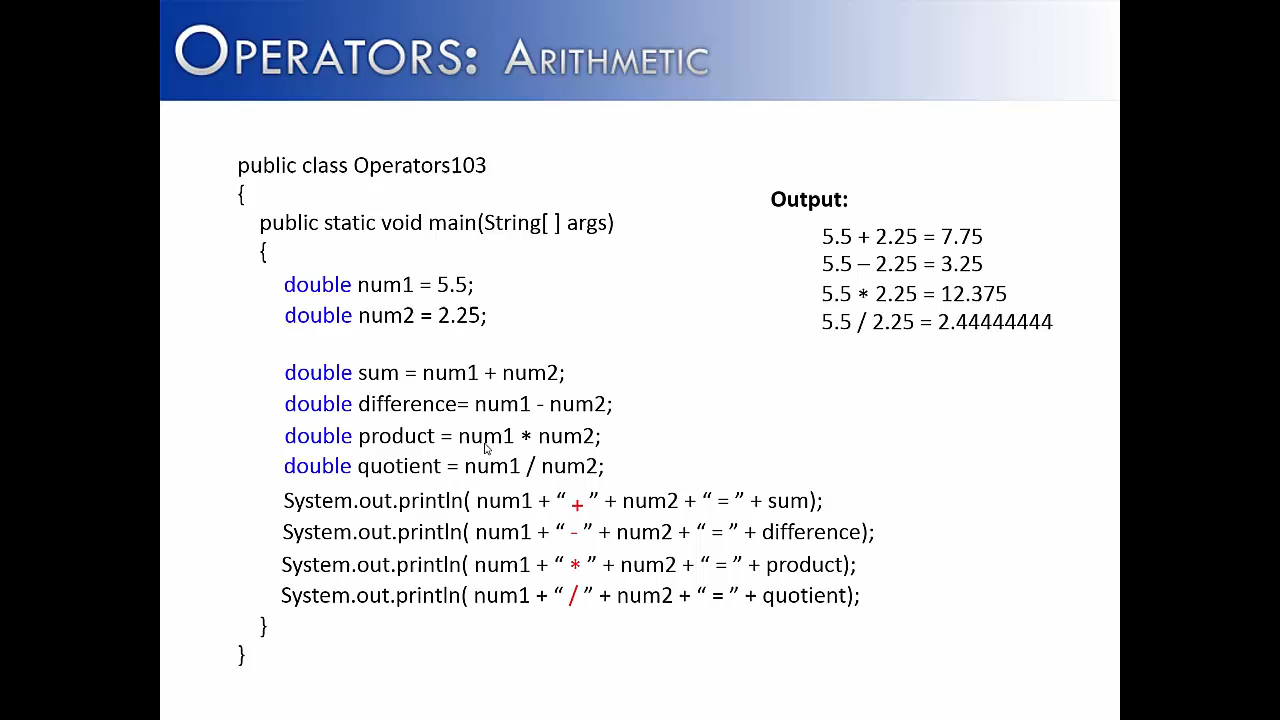 OPERATORS: ARITHMETIC
public class Operators103
{
public static void main(String[ ] args)
{
double num1 = 5.5;
double num2 = 2.25;
double sum = num1 + num2;
double difference= num1 - num2;
double product = num1 * num2;
double quotient = num1 / num2;
System.out.println( num1 + “ + ” + num2 + “ = ” + sum);
System.out.println( num1 + “ - ” + num2 + “ = ” + difference);
System.out.println( num1 + “ * ” + num2 + “ = ” + product);
System.out.println( num1 + “ / ” + num2 + “ = ” + quotient);
}
}
Output:
5.5 + 2.25 = 7.75
5.5 – 2.25 = 3.25
5.5 * 2.25 = 12.375
5.5 / 2.25 = 2.44444444